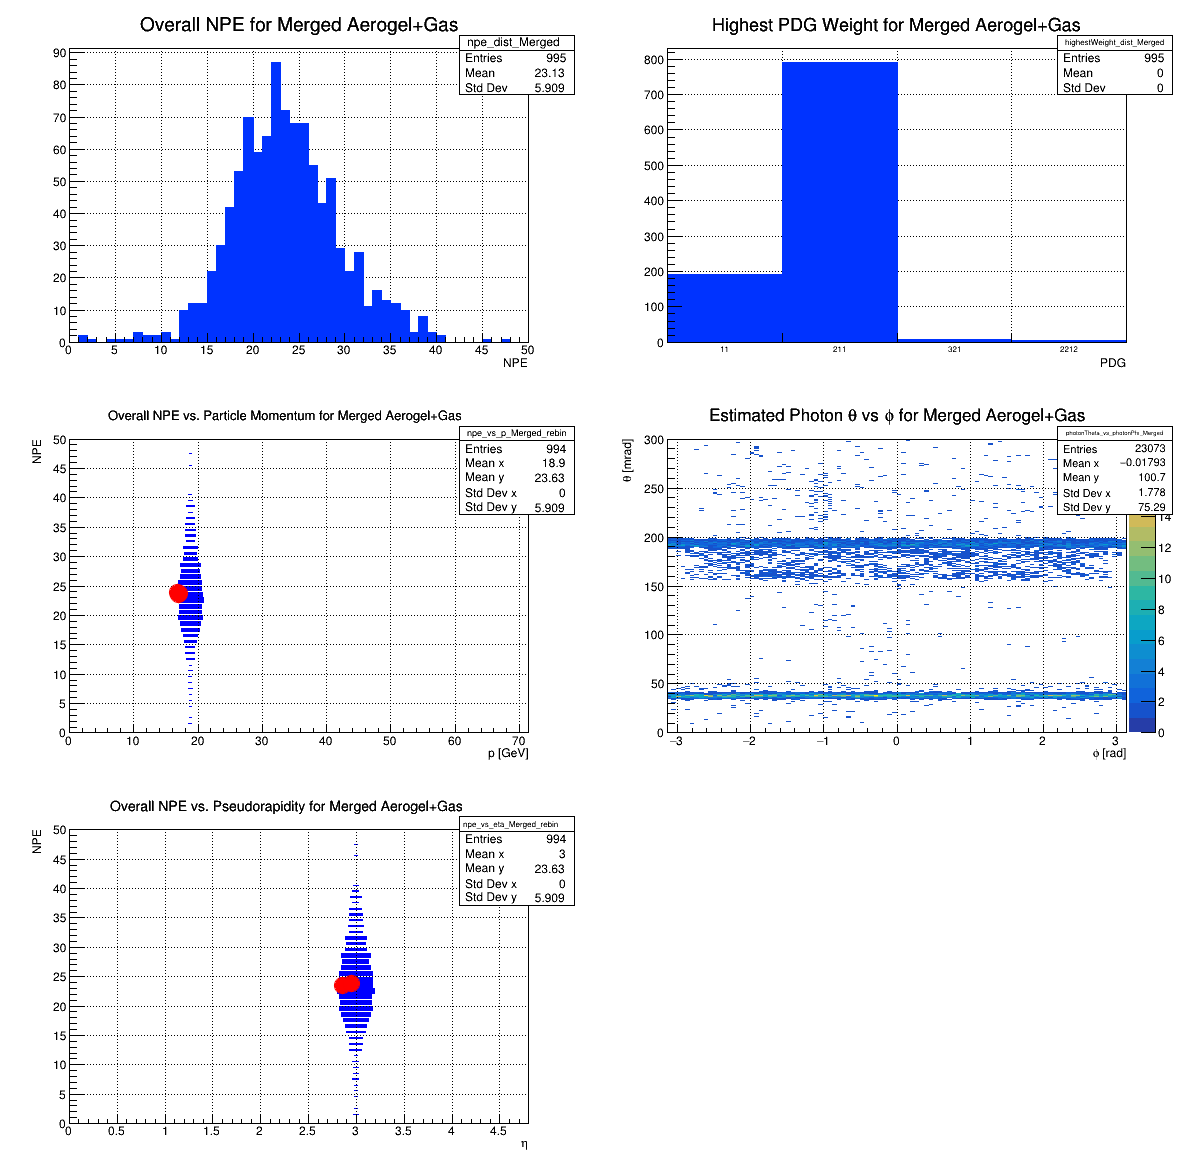 Overall NPE for Merged Aerogel+Gas
npe_dist_Merged
Entries 995
Mean 23.13
Std Dev 5.909
90
80
70
60
50
40
30
20
10
0
0 5 10 15 20 25 30 35 40 45 50
NPE
Highest PDG Weight for Merged Aerogel+Gas
highestWeight_dist_Merged
Entries 995
Mean 0
Std Dev 0
800
700
600
500
400
300
200
100
0
11 211 321 2212
PDG
Overall NPE vs. Particle Momentum for Merged Aerogel+Gas
npe_vs_p_Merged_rebin
Entries 994
Mean x 18.9
Mean y 23.63
Std Dev x 0
Std Dev y 5.909
NPE
50
45
40
35
30
25
20
15
10
5
0
0 10 20 30 40 50 60 70
p [GeV]
Estimated Photon θ vs ϕ for Merged Aerogel+Gas
photonTheta_vs_photonPhi_Merged
Entries 23073
Mean x −0.01793
Mean y 100.7
Std Dev x 1.778
Std Dev y 75.29
θ [mrad]
300
250
200
150
100
50
0
−3 −2 −1 0 1 2 3
ϕ [rad]
14
12
10
8
6
4
2
0
Overall NPE vs. Pseudorapidity for Merged Aerogel+Gas
npe_vs_eta_Merged_rebin
Entries 994
Mean x 3
Mean y 23.63
Std Dev x 0
Std Dev y 5.909
NPE
50
45
40
35
30
25
20
15
10
5
0
0 0.5 1 1.5 2 2.5 3 3.5 4 4.5
η